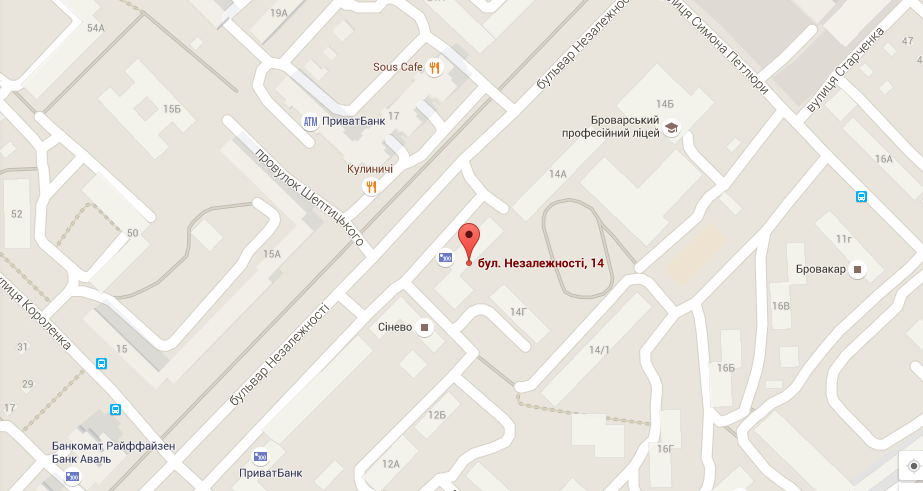 54А
19А
вулиця Симона Петлюри
47
вулиця Старченка
Sous Cafe
бульвар Незалежно
15Б
17
14Б
ATM
ПриватБанк
Броварський
професійний ліцей
провулок Шептицького
Кулиничі
14А
16А
52
50
11г
15А
бул. Незалежності, 14
Бровакар
улиця Короленка
бульвар Незалежності
Сінево
14Г
16В
31
15
14/1
16Б
29
17
12Б
Банкомат Райффайзен
Банк Аваль
16Г
12А
ПриватБанк